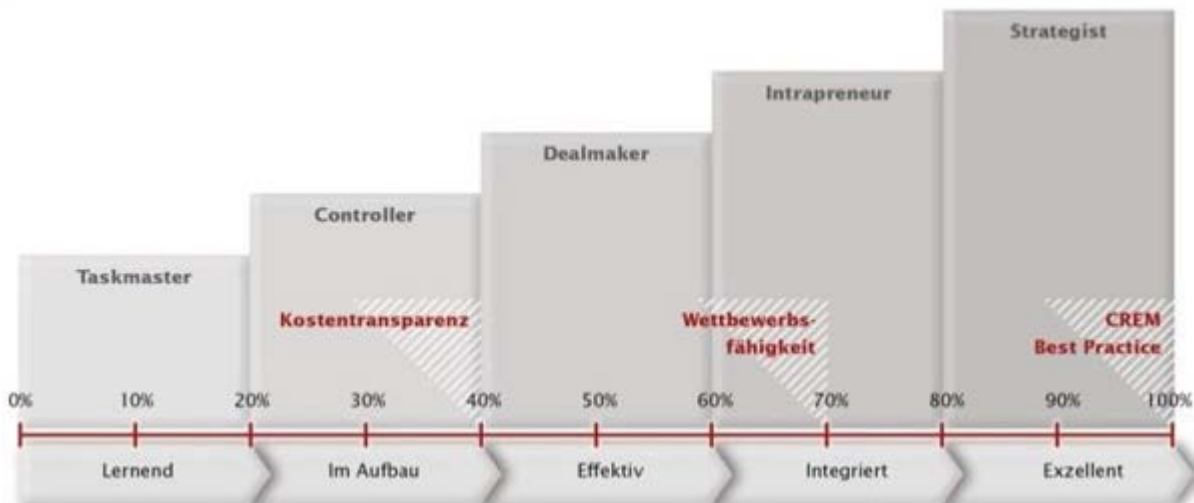 Strategist
Intrapreneur
Dealmaker
Controller
Taskmaster
Kostentransparenz
Wettbewerbs-
fähigkeit
CREM
Best Practice
0% 10% 20% 30% 40% 50% 60% 70% 80% 90% 100%
Lernend Im Aufbau Effektiv Integriert Exzellent